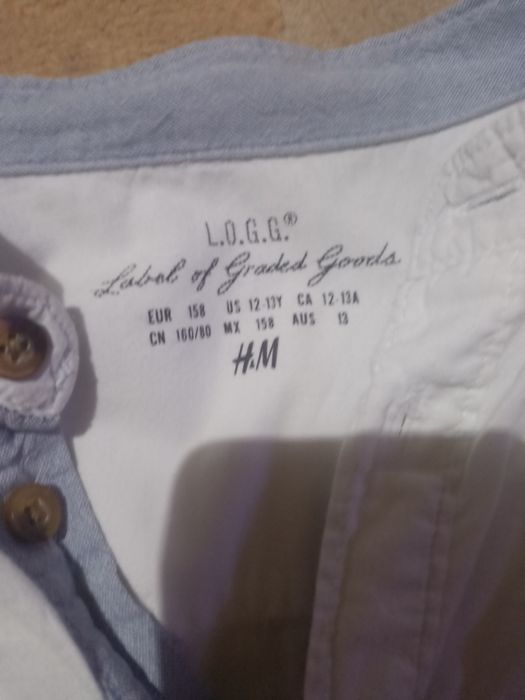 L.O.G.G.®
Label of Graded Goods
EUR 158 US 12-13Y CA 12-13A
CN 160/80 MX 158 AUS 13
H&M